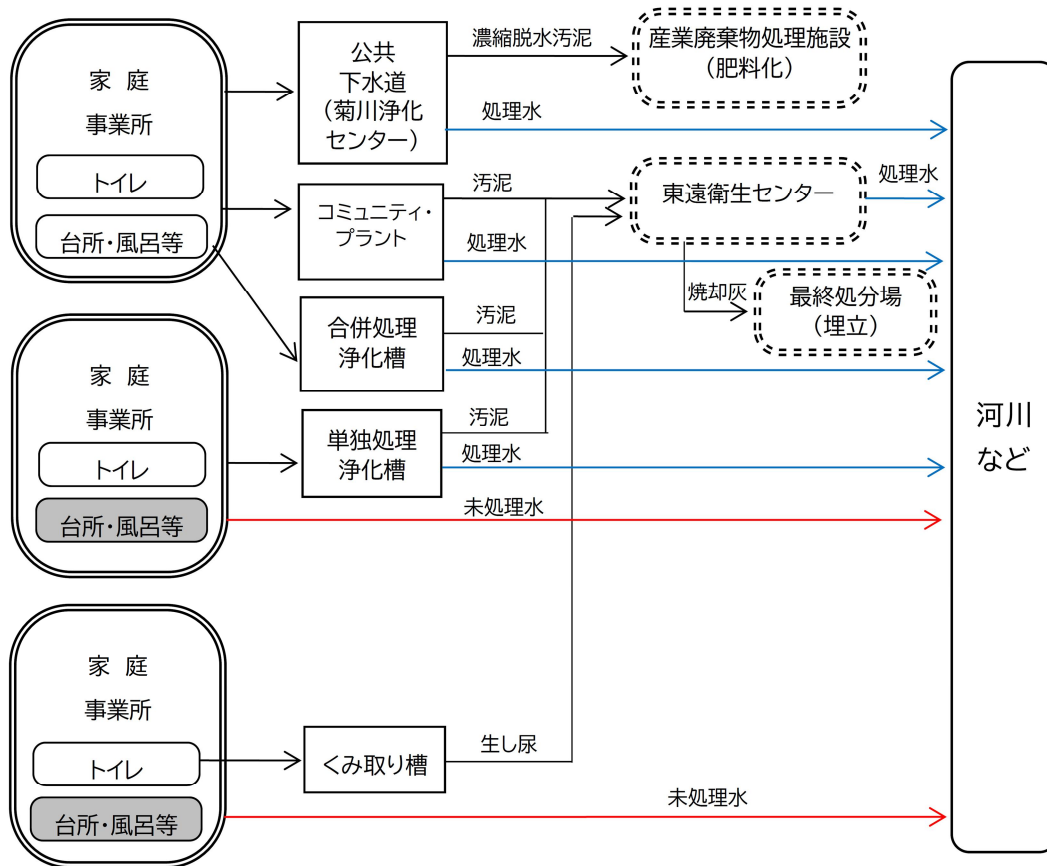 家 庭
事業所
トイレ
台所・風呂等
公共
下水道
(菊川浄化
センター)
濃縮脱水汚泥
産業廃棄物処理施設
(肥料化)
処理水
コミュニティ・
プラント
汚泥
処理水
東遠衛生センター
処理水
焼却灰
最終処分場
(埋立)
合併処理
浄化槽
汚泥
処理水
家 庭
事業所
トイレ
台所・風呂等
単独処理
浄化槽
汚泥
処理水
未処理水
河川
など
家 庭
事業所
トイレ
台所・風呂等
くみ取り槽
生し尿
未処理水